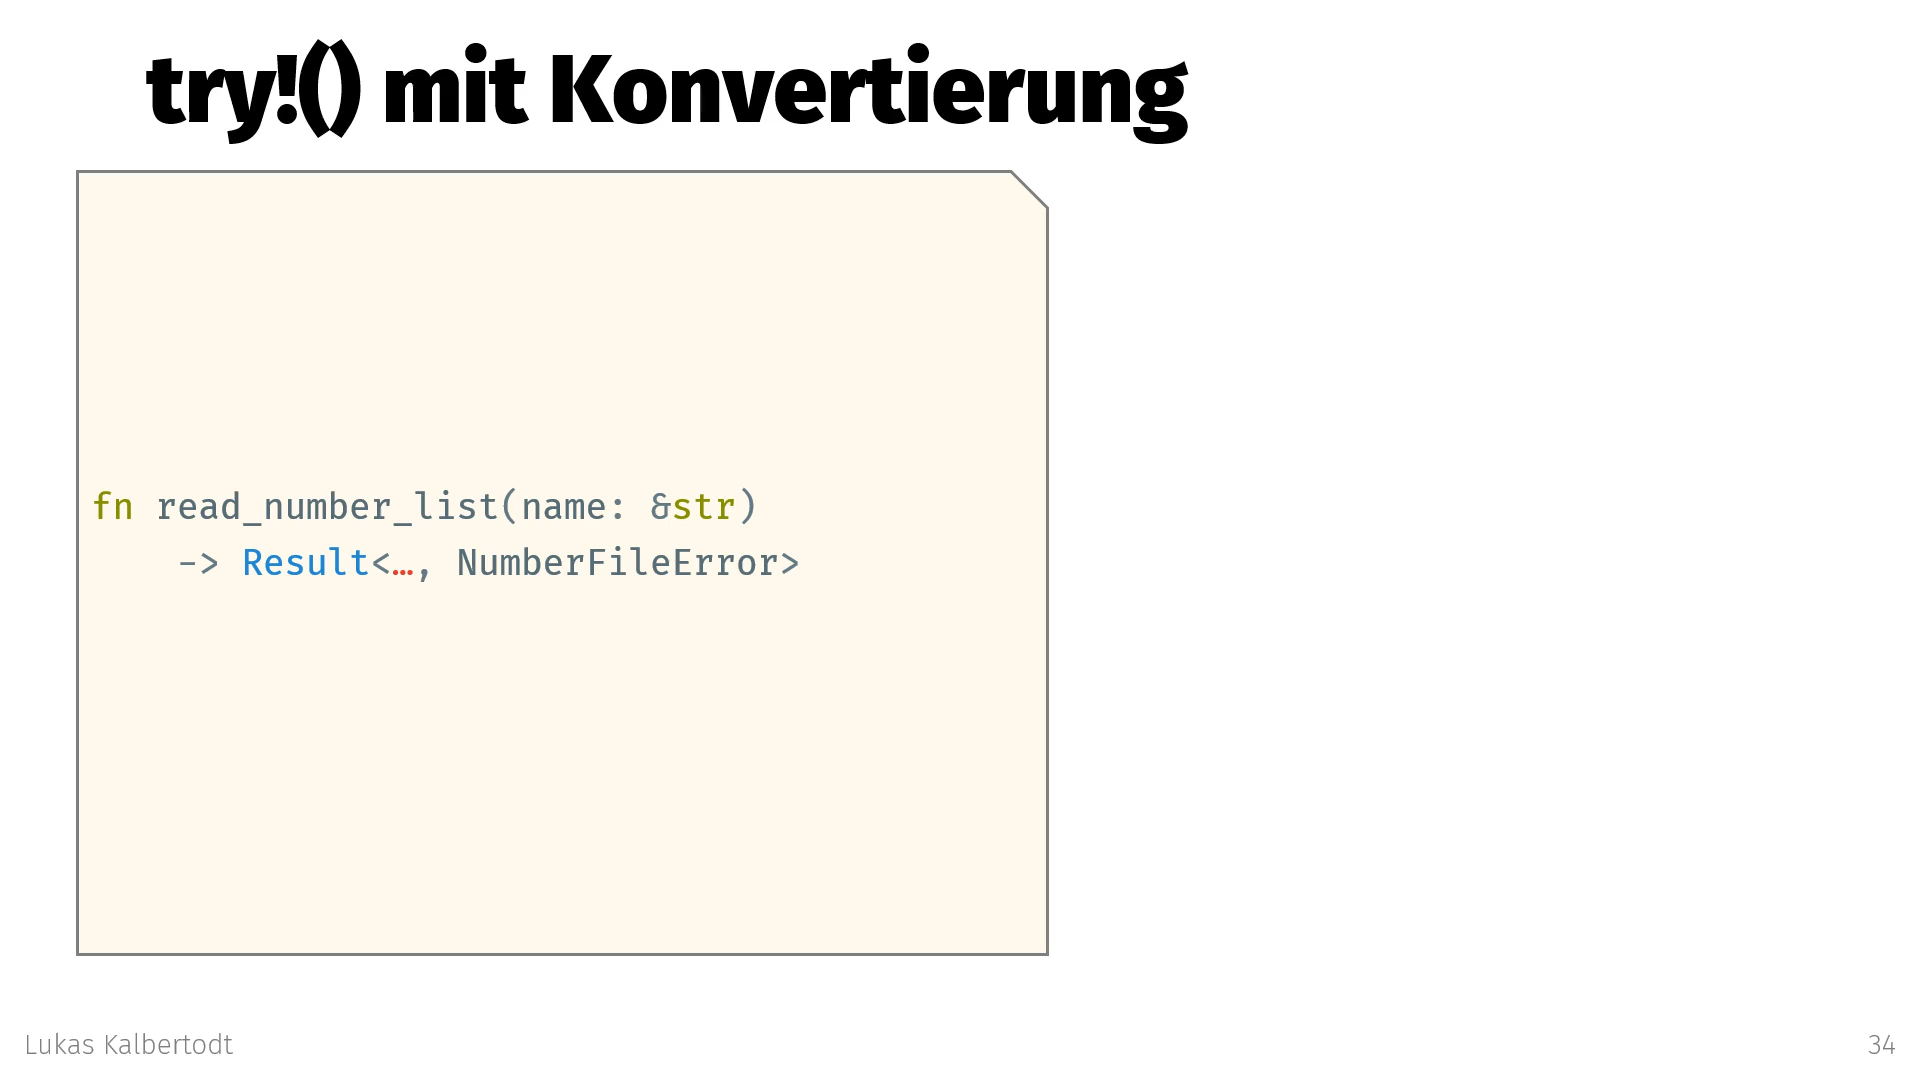 try!() mit Konvertierung
fn read_number_list(name: &str)
    -> Result<…, NumberFileError>
Lukas Kalbertodt
34